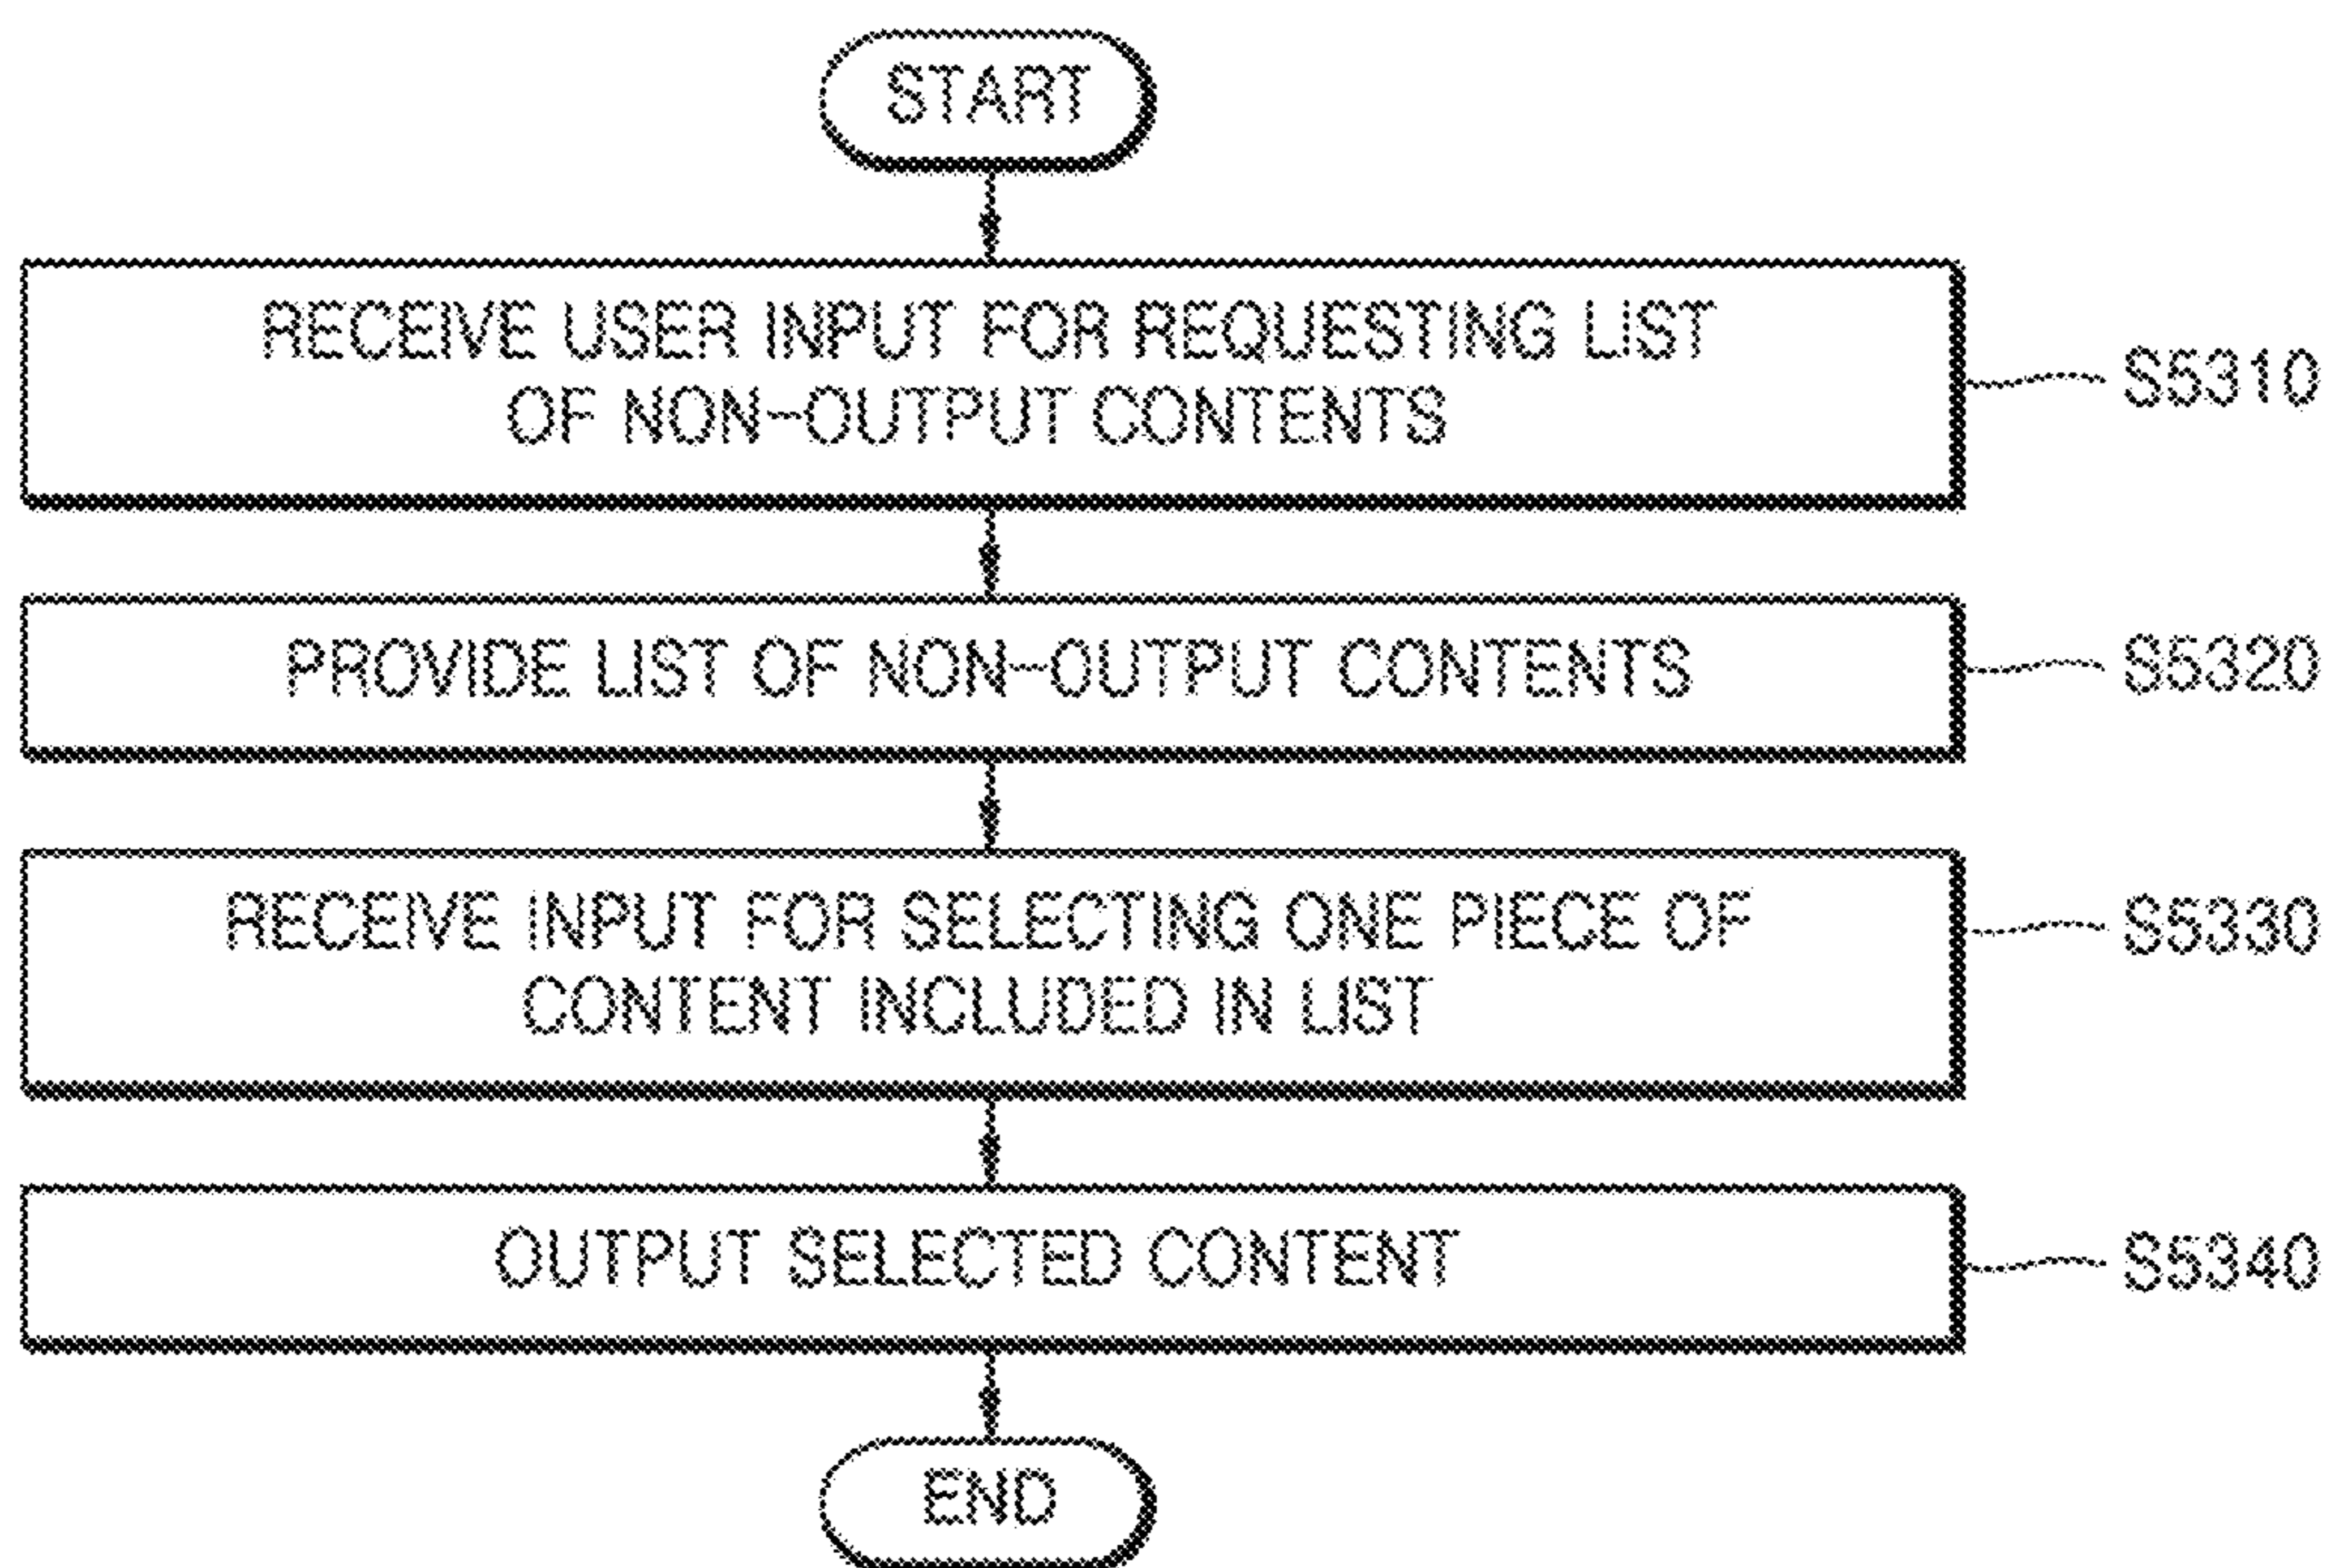 START
RECEIVE USER INPUT FOR REQUESTING LIST
OF NON-OUTPUT CONTENTS
S5310
PROVIDE LIST OF NON-OUTPUT CONTENTS
S5320
RECEIVE INPUT FOR SELECTING ONE PIECE OF
CONTENT INCLUDED IN LIST
S5330
OUTPUT SELECTED CONTENT
S5340
END